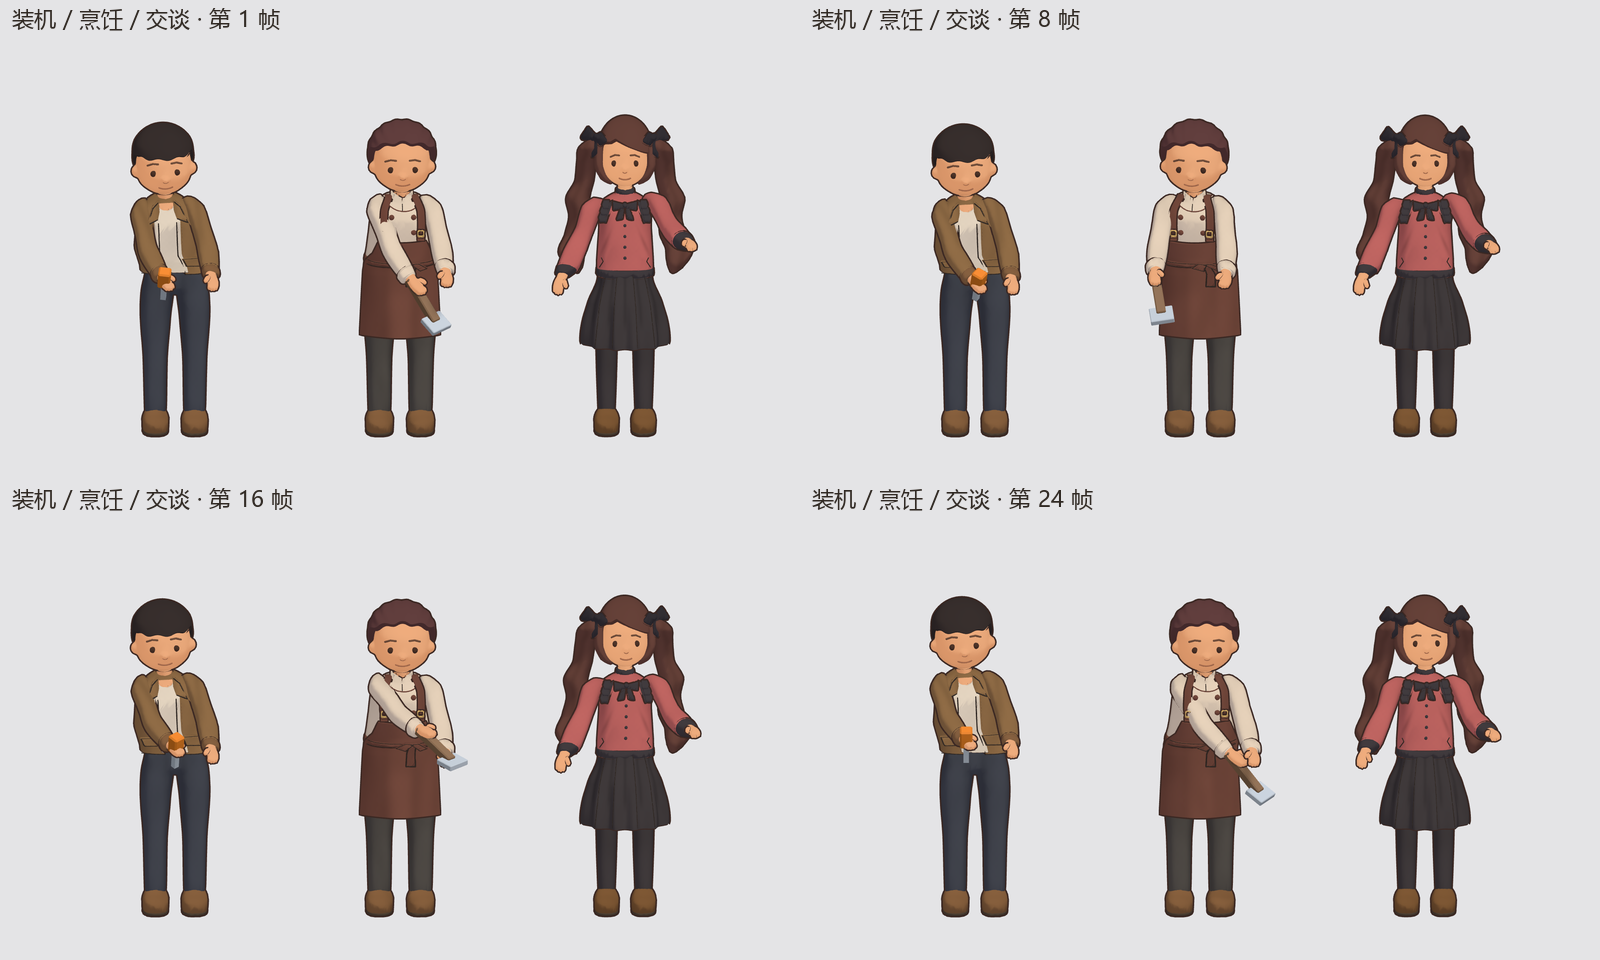 装机 / 烹饪 / 交谈 · 第 1 帧
装机 / 烹饪 / 交谈 · 第 8 帧
装机 / 烹饪 / 交谈 · 第 16 帧
装机 / 烹饪 / 交谈 · 第 24 帧